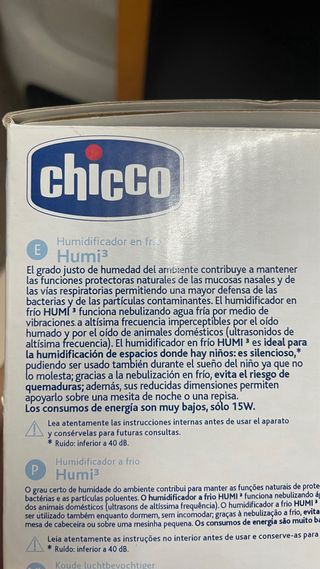 chicco
E Humidificador en frío
Humi³
El grado justo de humedad del ambiente contribuye a mantener
las funciones protectoras naturales de las mucosas nasales y de
las vías respiratorias permitiendo una mayor defensa de las
bacterias y de las partículas contaminantes. El humidificador en
frío HUMI ³ funciona nebulizando agua fría por medio de
vibraciones a altísima frecuencia imperceptibles por el oído
humado y por el oído de animales domésticos (ultrasonidos de
altísima frecuencia). El humidificador en frío HUMI ³ es ideal para
la humidificación de espacios donde hay niños: es silencioso,*
pudiendo ser usado también durante el sueño del niño ya que no
lo molesta; gracias a la nebulización en frío, evita el riesgo de
quemaduras; además, sus reducidas dimensiones permiten
apoyarlo sobre una mesita de noche o una repisa.
Los consumos de energía son muy bajos, sólo 15W.
Lea atentamente las instrucciones internas antes de usar el aparato
y consérvelas para futuras consultas.
* Ruido: inferior a 40 dB.
P Humidificador a frio
Humi³
O grau certo de humidade do ambiente contribui para manter as funções naturais de prote
bactérias e as partículas poluentes. O humidificador a frio HUMI ³ funciona nebulizando á
dos animais domésticos (ultrasons de altíssima frequência). O humidificador a frio HUMI ³
ser utilizado também enquanto dormem, sem incomodar; graças à nebulização a frio, evita
mesa de cabeceira ou sobre uma mesinha pequena. Os consumos de energia são muito ba
Leia atentamente as instruções no interior antes de usar o aparelho e conserve-as para
* Ruído: inferior a 40 dB.
Koude luchtbevochtiger